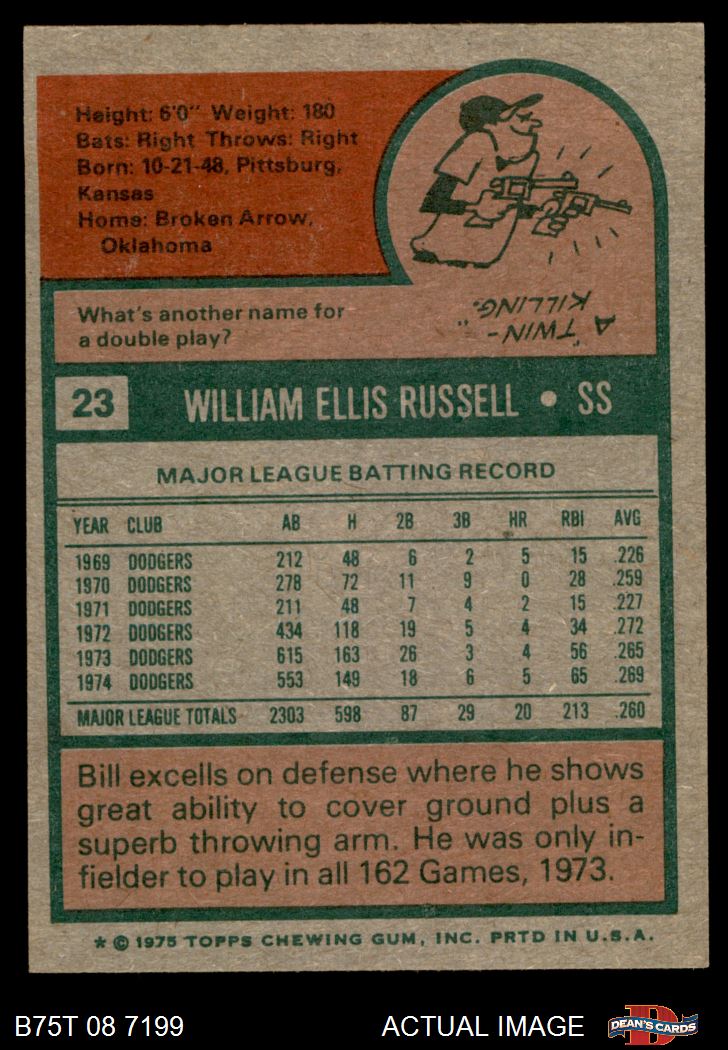 Height: 6'0" Weight: 180
Bats: Right Throws: Right
Born: 10-21-48, Pittsburg,
Kansas
Home: Broken Arrow,
Oklahoma
What's another name for
a double play?
A "TWIN-
KILLING."
23 WILLIAM ELLIS RUSSELL • SS
MAJOR LEAGUE BATTING RECORD
YEAR CLUB AB H 2B 3B HR RBI AVG
1969 DODGERS 212 48 6 2 5 15 .226
1970 DODGERS 278 72 11 9 0 28 .259
1971 DODGERS 211 48 7 4 2 15 .227
1972 DODGERS 434 118 19 5 4 34 .272
1973 DODGERS 615 163 26 3 4 56 .265
1974 DODGERS 553 149 18 6 5 65 .269
MAJOR LEAGUE TOTALS 2303 598 87 29 20 213 .260
Bill excells on defense where he shows
great ability to cover ground plus a
superb throwing arm. He was only in-
fielder to play in all 162 Games, 1973.
* © 1975 TOPPS CHEWING GUM, INC. PRTD IN U.S.A.
B75T 08 7199 ACTUAL IMAGE D DEAN'S CARDS